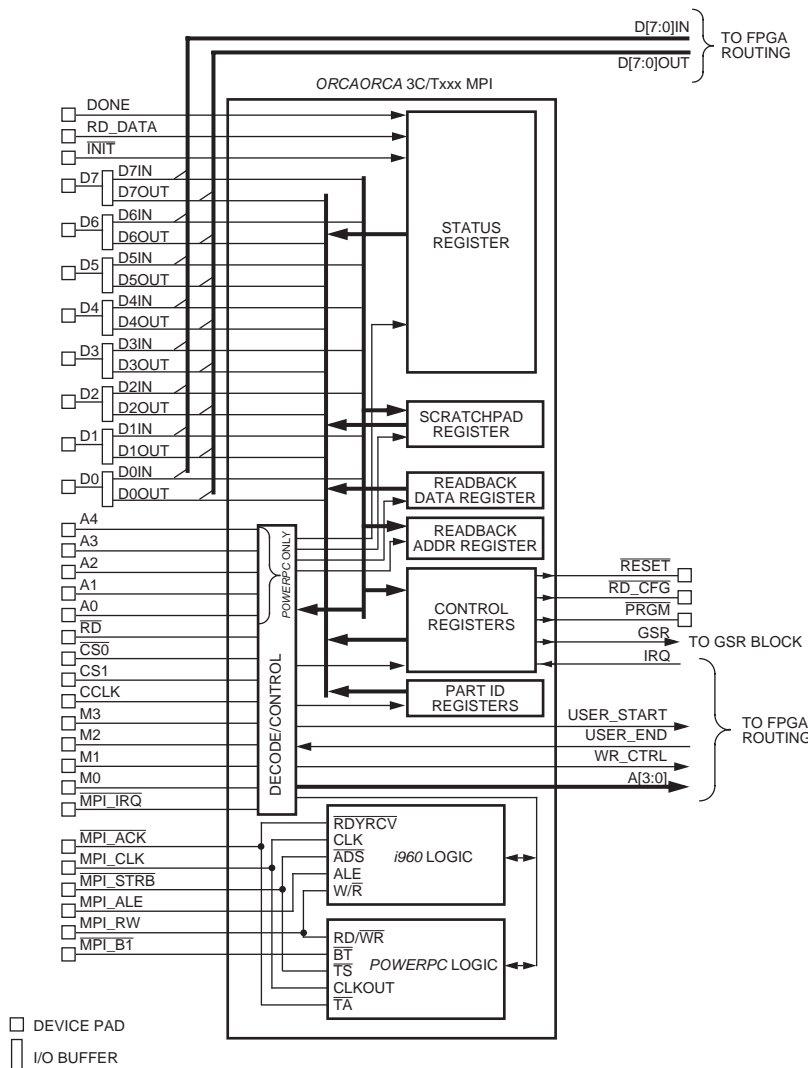 D[7:0]IN
D[7:0]OUT
TO FPGA
ROUTING
ORCAORCA 3C/Txxx MPI
DONE
RD_DATA
INIT
D7
D7IN
D7OUT
D6
D6IN
D6OUT
D5
D5IN
D5OUT
D4
D4IN
D4OUT
D3
D3IN
D3OUT
D2
D2IN
D2OUT
D1
D1IN
D1OUT
D0
D0IN
D0OUT
STATUS
REGISTER
SCRATCHPAD
REGISTER
READBACK
DATA REGISTER
READBACK
ADDR REGISTER
CONTROL
REGISTERS
PART ID
REGISTERS
A4
A3
A2
A1
A0
RD
CS0
CS1
CCLK
M3
M2
M1
M0
MPI_IRQ
POWERPC ONLY
DECODE/CONTROL
RESET
RD_CFG
PRGM
GSR
TO GSR BLOCK
IRQ
USER_START
USER_END
WR_CTRL
A[3:0]
TO FPGA
ROUTING
MPI_ACK
MPI_CLK
MPI_STRB
MPI_ALE
MPI_RW
MPI_B1
RDYRCV
CLK
ADS
ALE
W/R
i960 LOGIC
RD/WR
BT
TS
CLKOUT
TA
POWERPC LOGIC
DEVICE PAD
I/O BUFFER